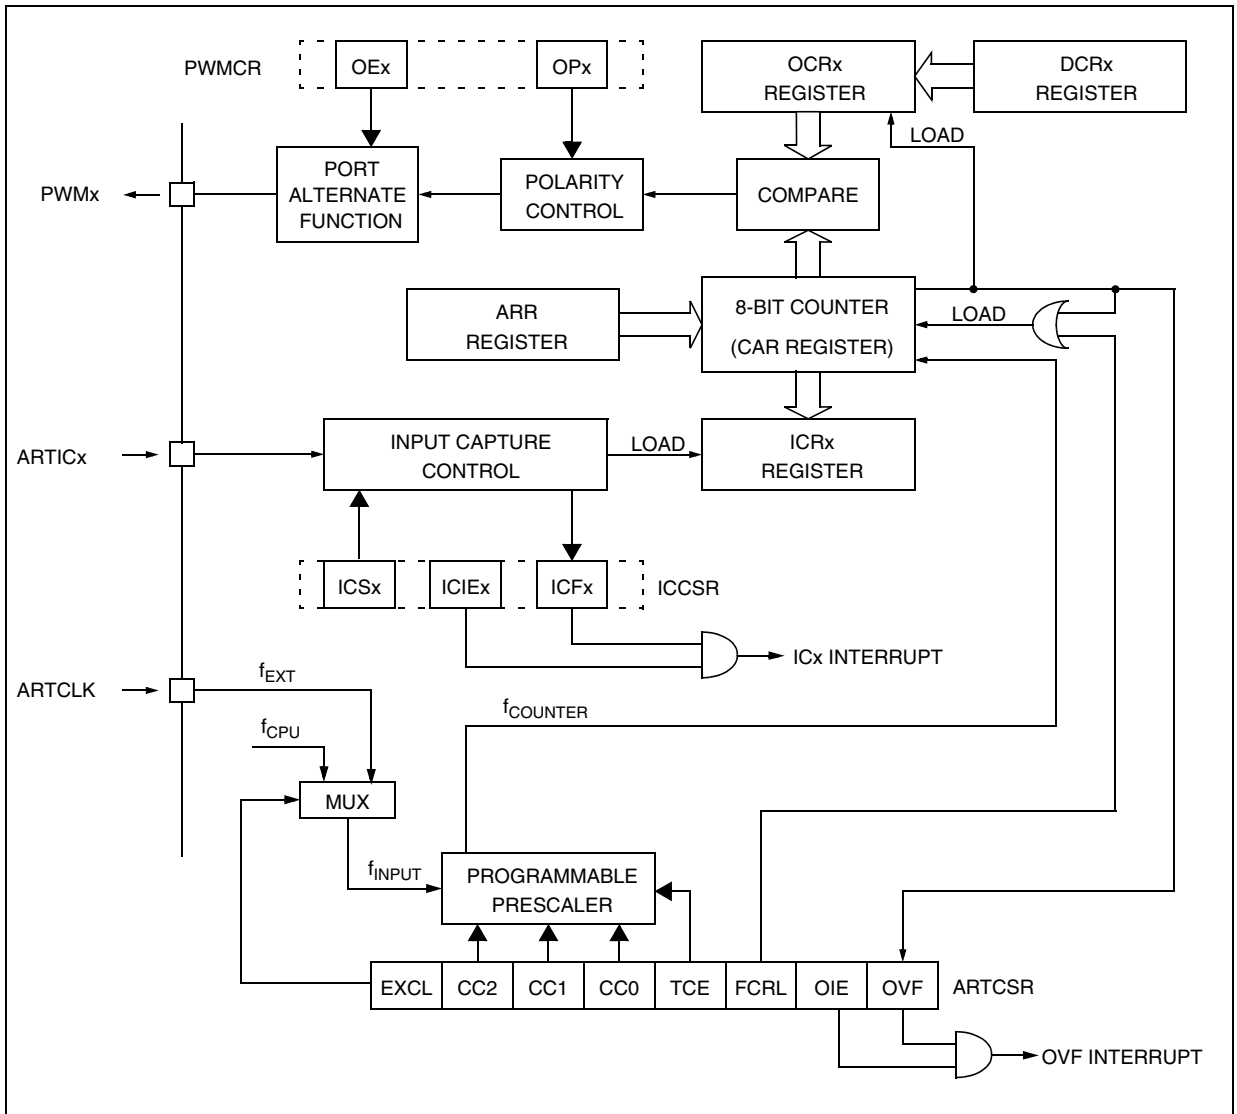 PWMCR
OEx
OPx
OCRx
REGISTER
DCRx
REGISTER
LOAD
PWMx
PORT
ALTERNATE
FUNCTION
POLARITY
CONTROL
COMPARE
ARR
REGISTER
8-BIT COUNTER
(CAR REGISTER)
LOAD
ARTICx
INPUT CAPTURE
CONTROL
LOAD
ICRx
REGISTER
ICSx
ICIEx
ICFx
ICCSR
ICx INTERRUPT
ARTCLK
fEXT
fCPU
fCOUNTER
MUX
fINPUT
PROGRAMMABLE
PRESCALER
EXCL
CC2
CC1
CC0
TCE
FCRL
OIE
OVF
ARTCSR
OVF INTERRUPT